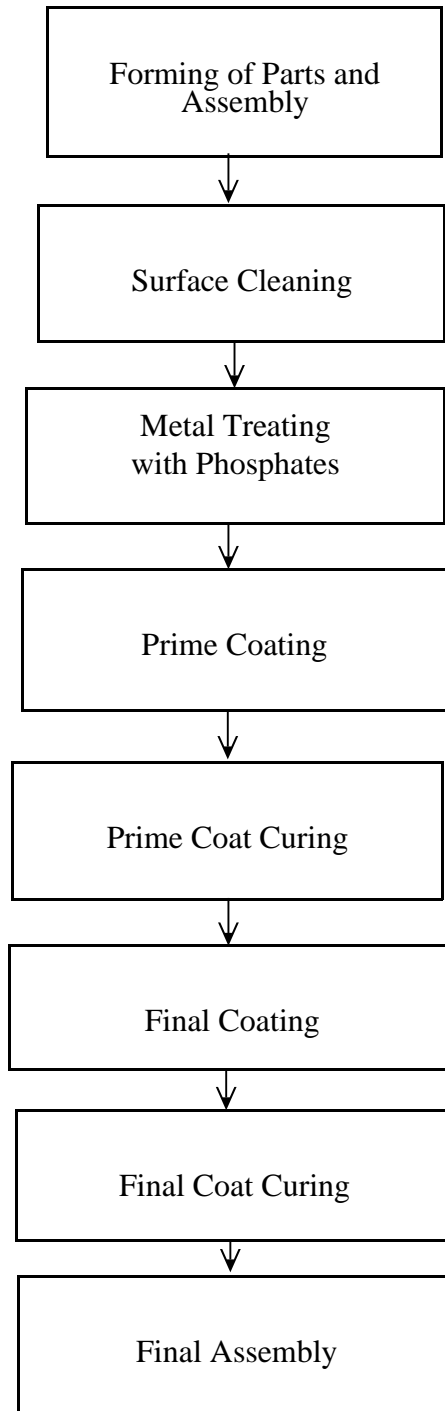 Forming of Parts and
Assembly
Surface Cleaning
Metal Treating
with Phosphates
Prime Coating
Prime Coat Curing
Final Coating
Final Coat Curing
Final Assembly